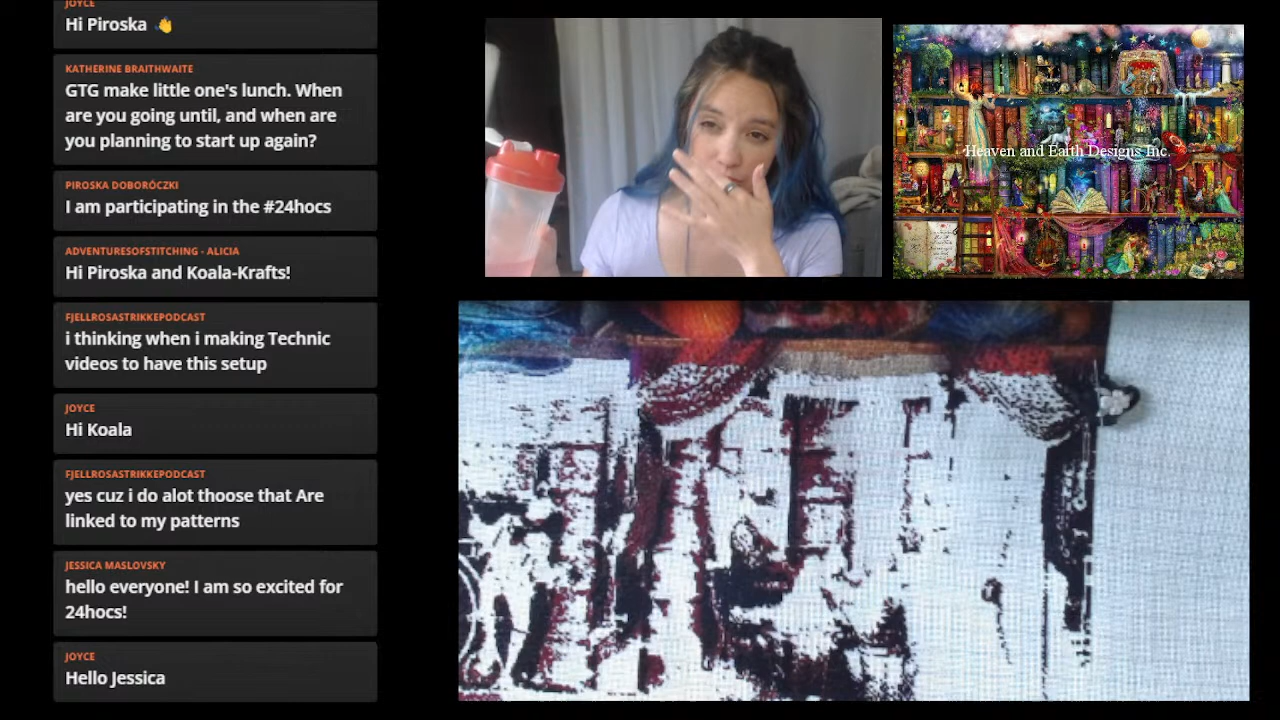 JOYCE
Hi Piroska 👋
KATHERINE BRAITHWAITE
GTG make little one's lunch. When
are you going until, and when are
you planning to start up again?
PIROSKA DOBORÓCZKI
I am participating in the #24hocs
ADVENTURESOFSTITCHING - ALICIA
Hi Piroska and Koala-Krafts!
FJELLROSASTRIKKEPODCAST
i thinking when i making Technic
videos to have this setup
JOYCE
Hi Koala
FJELLROSASTRIKKEPODCAST
yes cuz i do alot thoose that Are
linked to my patterns
JESSICA MASLOVSKY
hello everyone! I am so excited for
24hocs!
JOYCE
Hello Jessica
Heaven and Earth Designs Inc